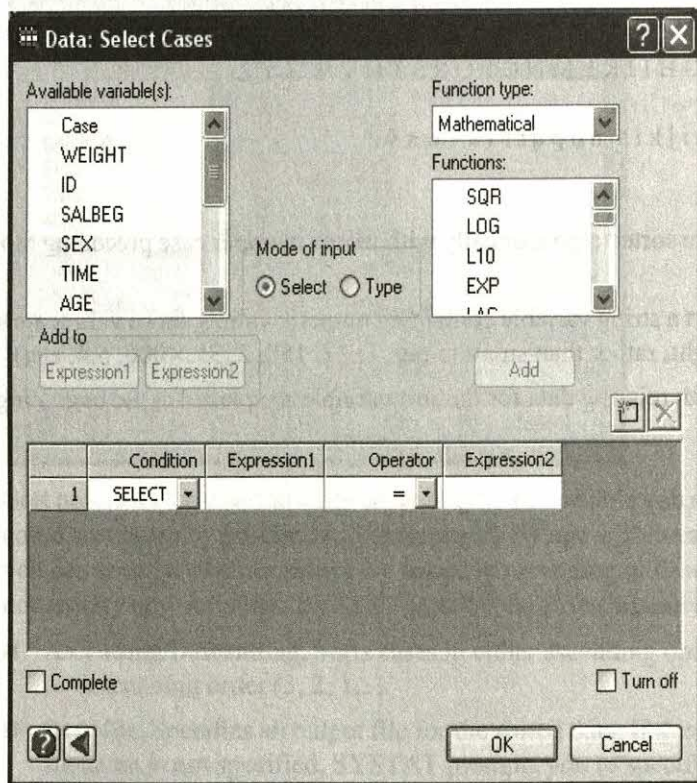 Data: Select Cases
Available variable(s):
Case
WEIGHT
ID
SALBEG
SEX
TIME
AGE
Function type:
Mathematical
Functions:
SQR
LOG
L10
EXP
LAG
Mode of input
Select Type
Add to
Expression1 Expression2
Add
Condition Expression1 Operator Expression2
1 SELECT =
Complete
Turn off
OK Cancel